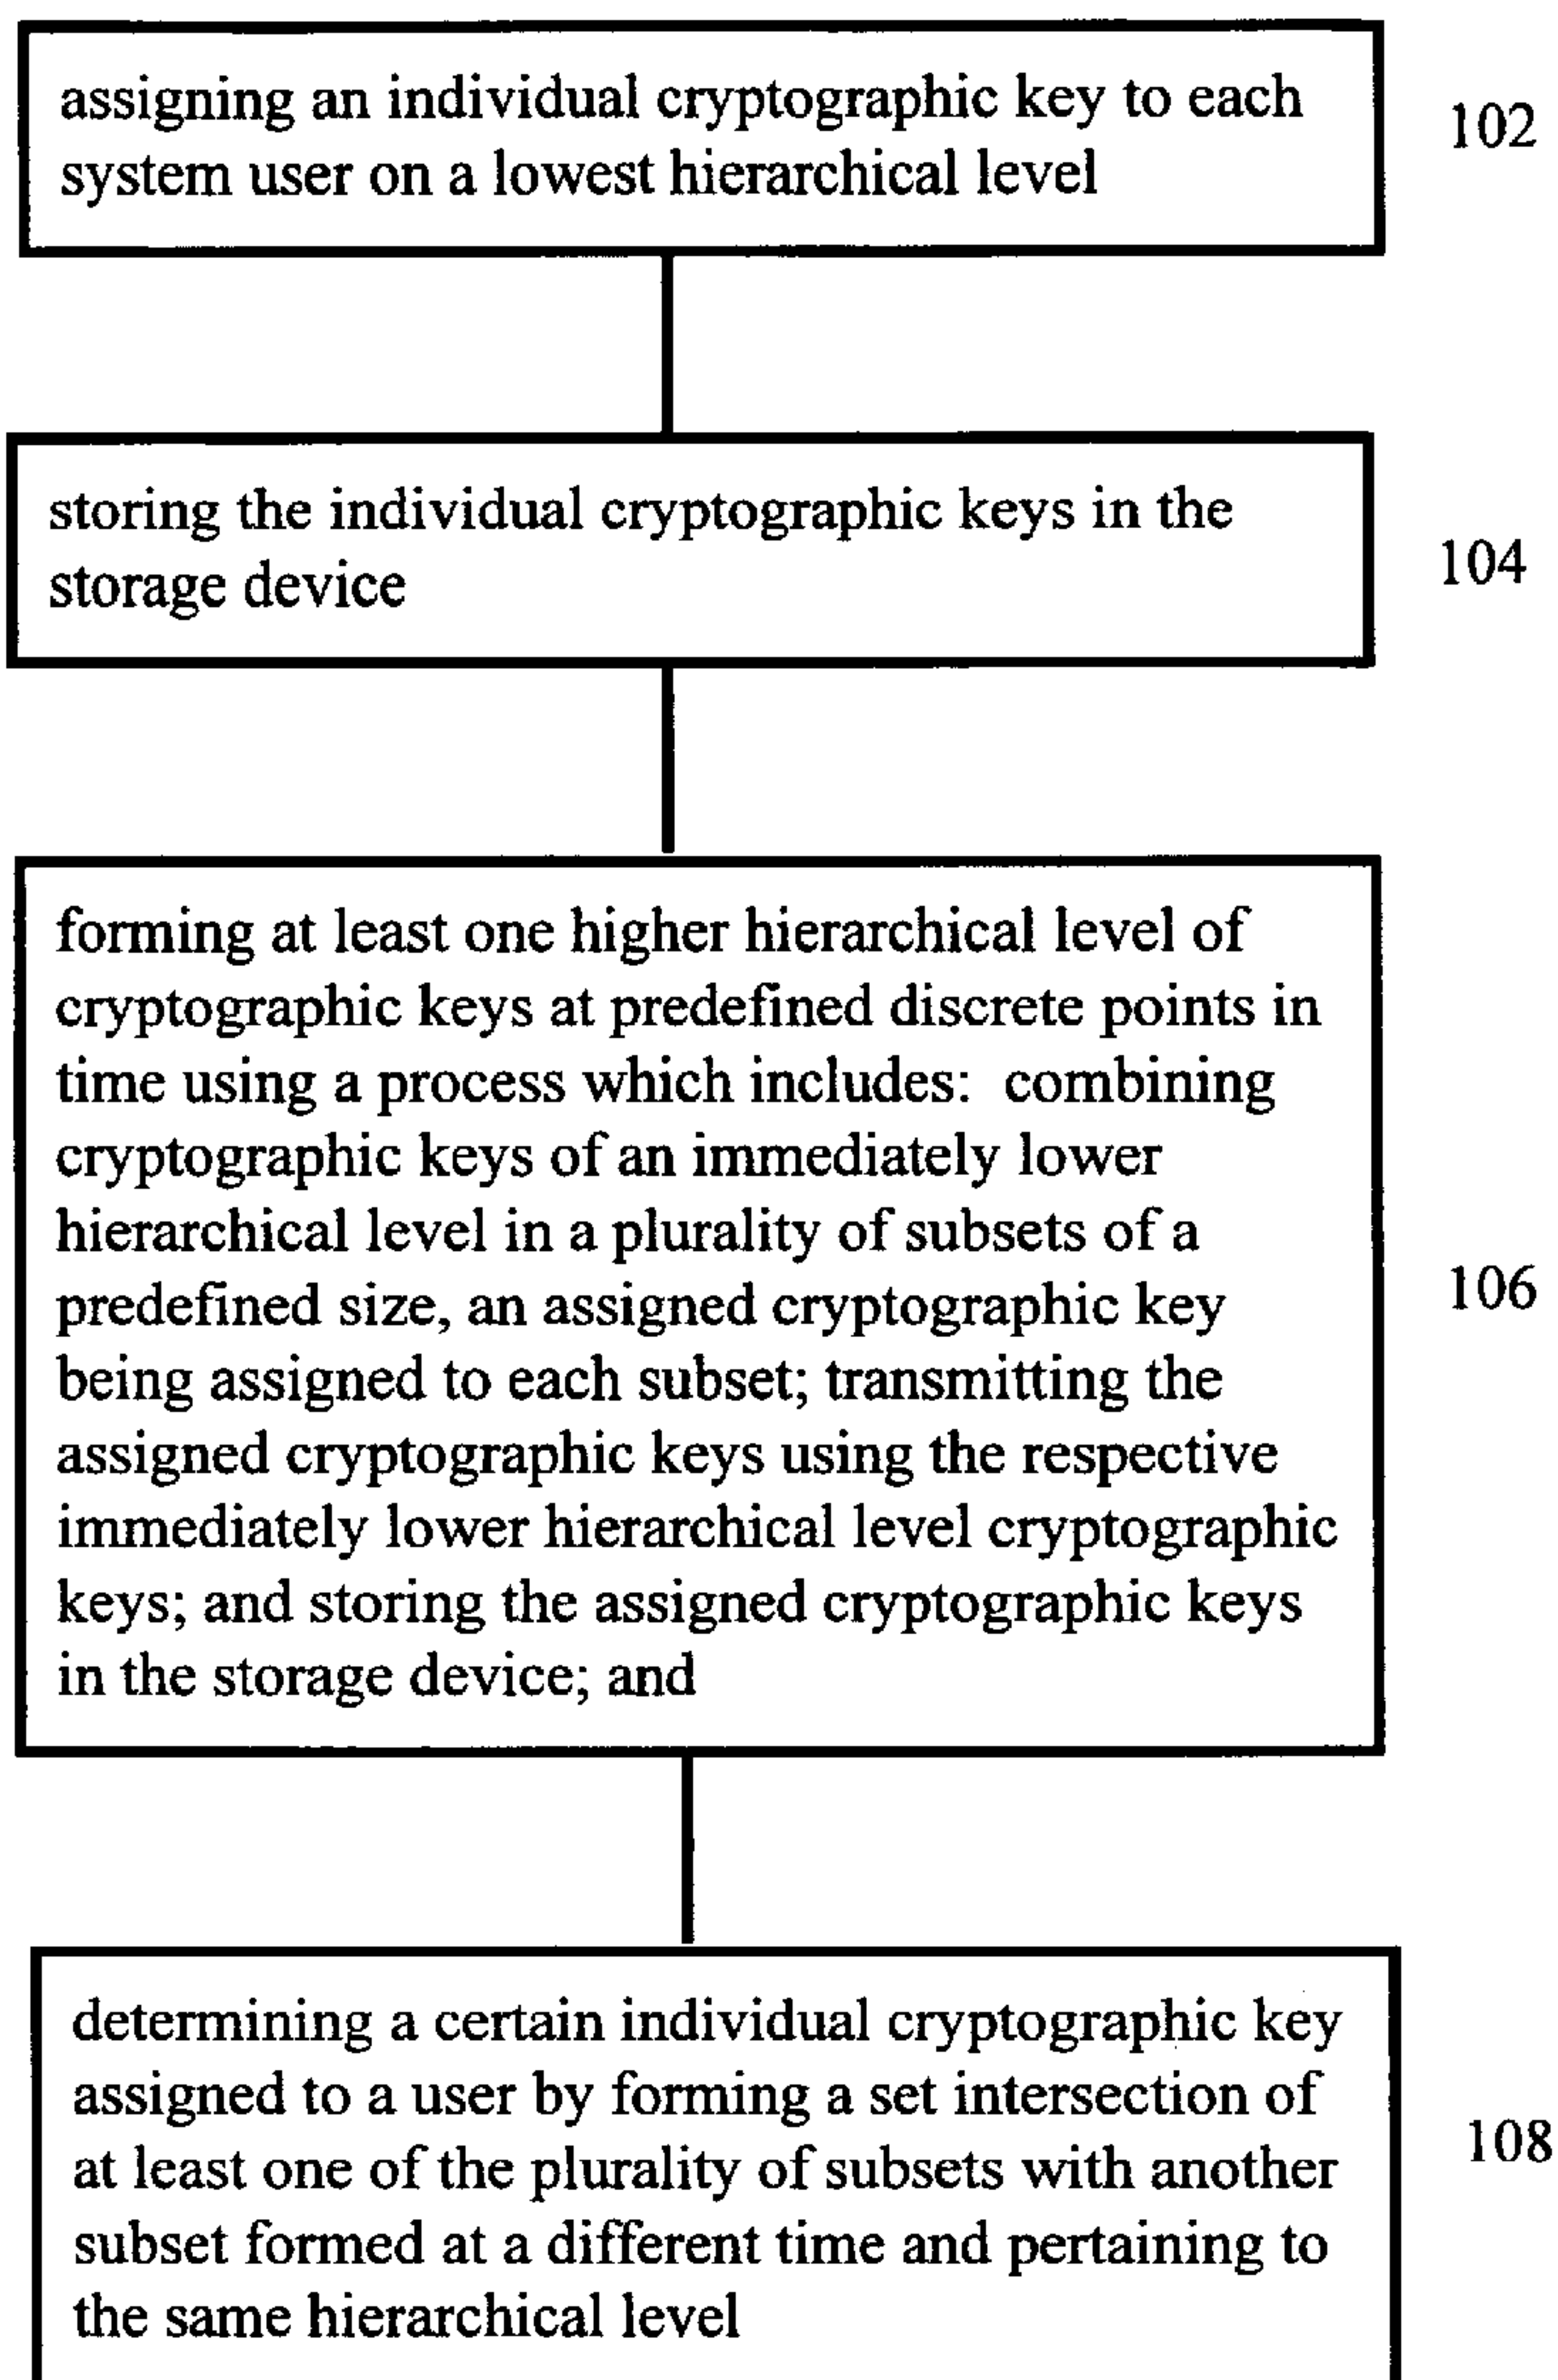 assigning an individual cryptographic key to each
system user on a lowest hierarchical level
102
storing the individual cryptographic keys in the
storage device
104
forming at least one higher hierarchical level of
cryptographic keys at predefined discrete points in
time using a process which includes:  combining
cryptographic keys of an immediately lower
hierarchical level in a plurality of subsets of a
predefined size, an assigned cryptographic key
being assigned to each subset; transmitting the
assigned cryptographic keys using the respective
immediately lower hierarchical level cryptographic
keys; and storing the assigned cryptographic keys
in the storage device; and
106
determining a certain individual cryptographic key
assigned to a user by forming a set intersection of
at least one of the plurality of subsets with another
subset formed at a different time and pertaining to
the same hierarchical level
108